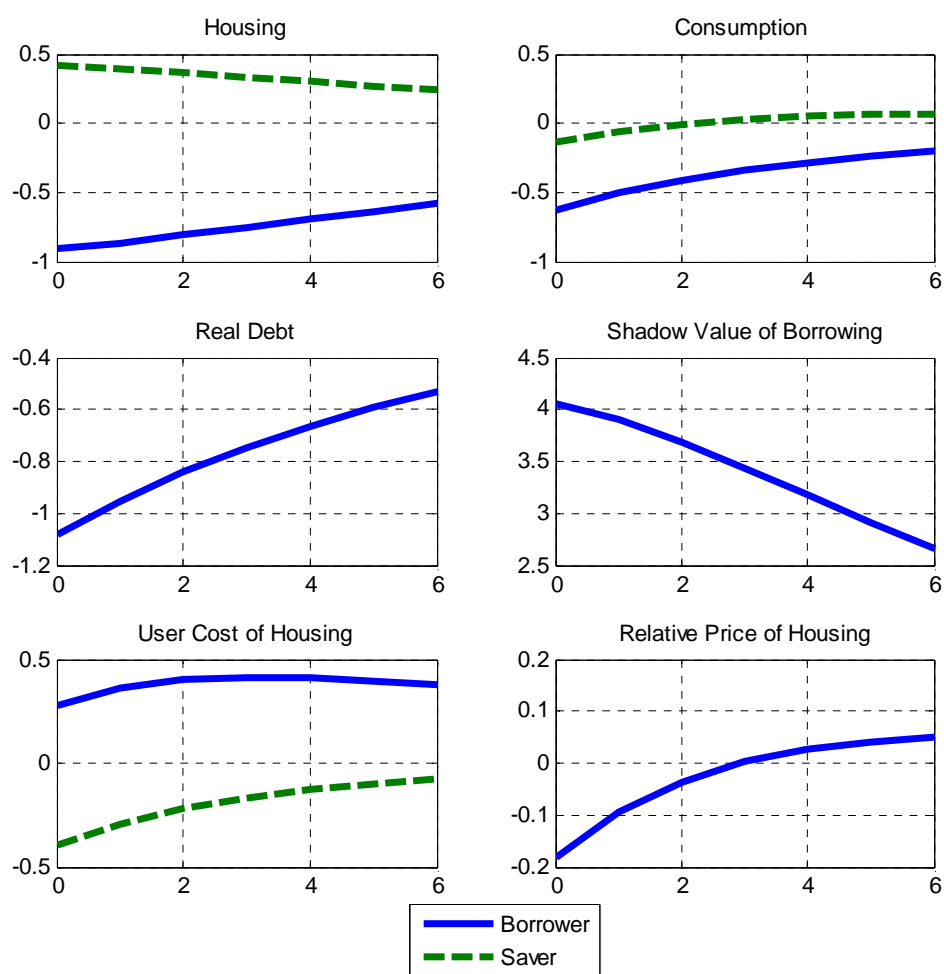 Housing
Consumption
0.5
0
-0.5
-1
0 2 4 6
0.5
0
-0.5
-1
0 2 4 6
Real Debt
Shadow Value of Borrowing
-0.4
-0.6
-0.8
-1
-1.2
0 2 4 6
4.5
4
3.5
3
2.5
0 2 4 6
User Cost of Housing
Relative Price of Housing
0.5
0
-0.5
0 2 4 6
0.2
0.1
0
-0.1
-0.2
0 2 4 6
Borrower
Saver